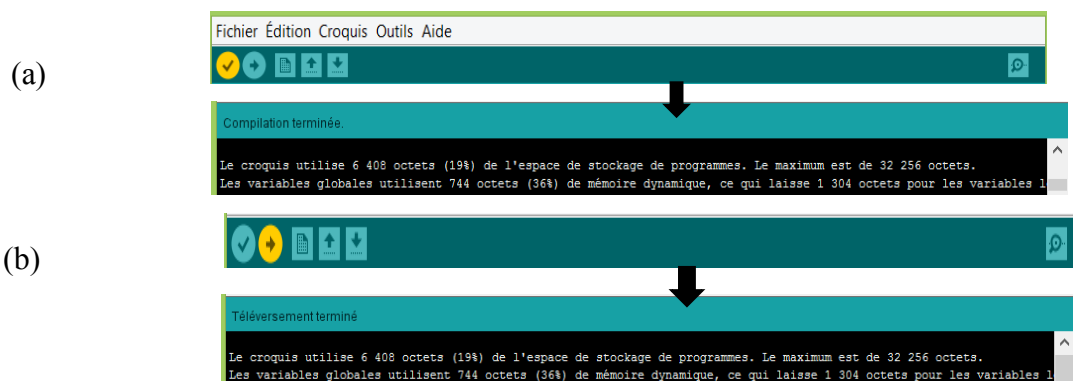 Fichier Édition Croquis Outils Aide
(a)
Compilation terminée.
Le croquis utilise 6 408 octets (19%) de l'espace de stockage de programmes. Le maximum est de 32 256 octets.
Les variables globales utilisent 744 octets (36%) de mémoire dynamique, ce qui laisse 1 304 octets pour les variables l
(b)
Téléversement terminé
Le croquis utilise 6 408 octets (19%) de l'espace de stockage de programmes. Le maximum est de 32 256 octets.
Les variables globales utilisent 744 octets (36%) de mémoire dynamique, ce qui laisse 1 304 octets pour les variables l